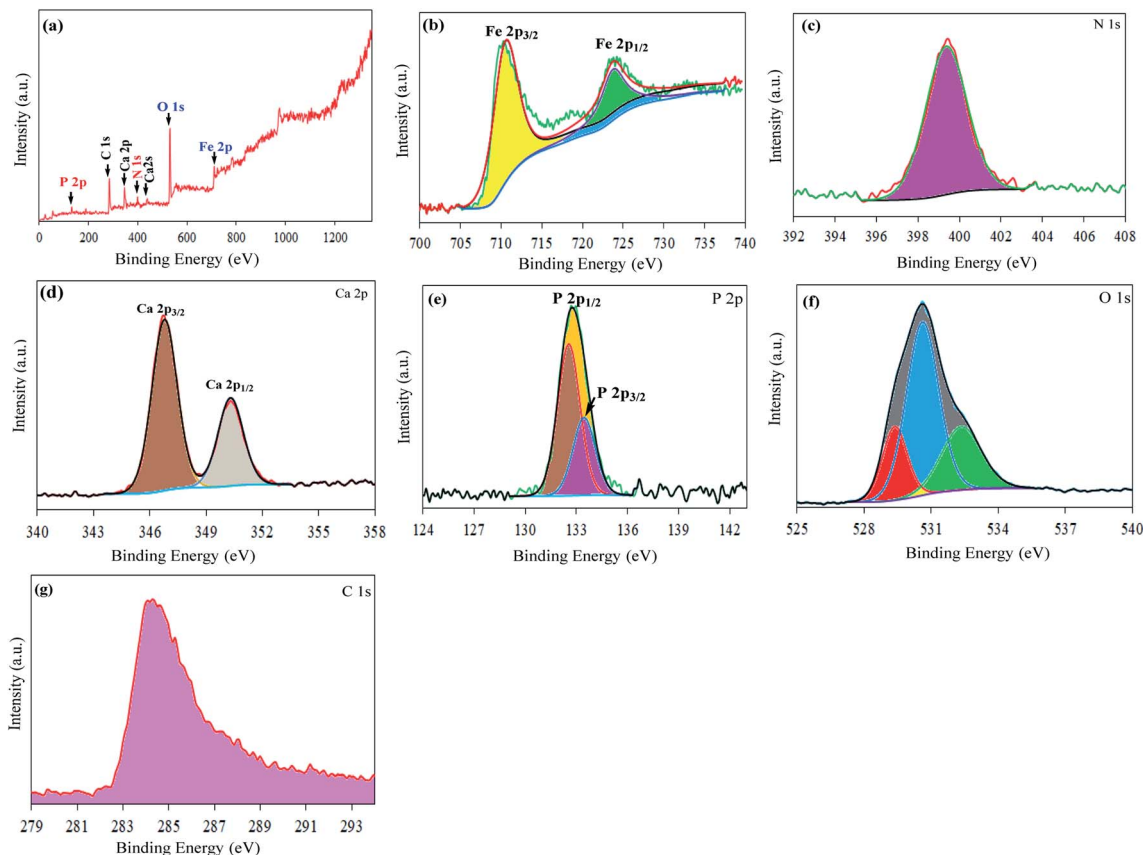 (a)
P 2p
C 1s
Ca 2p
N 1s
Ca2s
O 1s
Fe 2p
Intensity (a.u.)
0 200 400 600 800 1000 1200
Binding Energy (eV)
(b)
Fe 2p3/2
Fe 2p1/2
Intensity (a.u.)
700 705 710 715 720 725 730 735 740
Binding Energy (eV)
(c)
N 1s
Intensity (a.u.)
392 394 396 398 400 402 404 406 408
Binding Energy (eV)
(d)
Ca 2p
Ca 2p3/2
Ca 2p1/2
Intensity (a.u.)
340 343 346 349 352 355 358
Binding Energy (eV)
(e)
P 2p1/2
P 2p
P 2p3/2
Intensity (a.u.)
124 127 130 133 136 139 142
Binding Energy (eV)
(f)
O 1s
Intensity (a.u.)
525 528 531 534 537 540
Binding Energy (eV)
(g)
C 1s
Intensity (a.u.)
279 281 283 285 287 289 291 293
Binding Energy (eV)